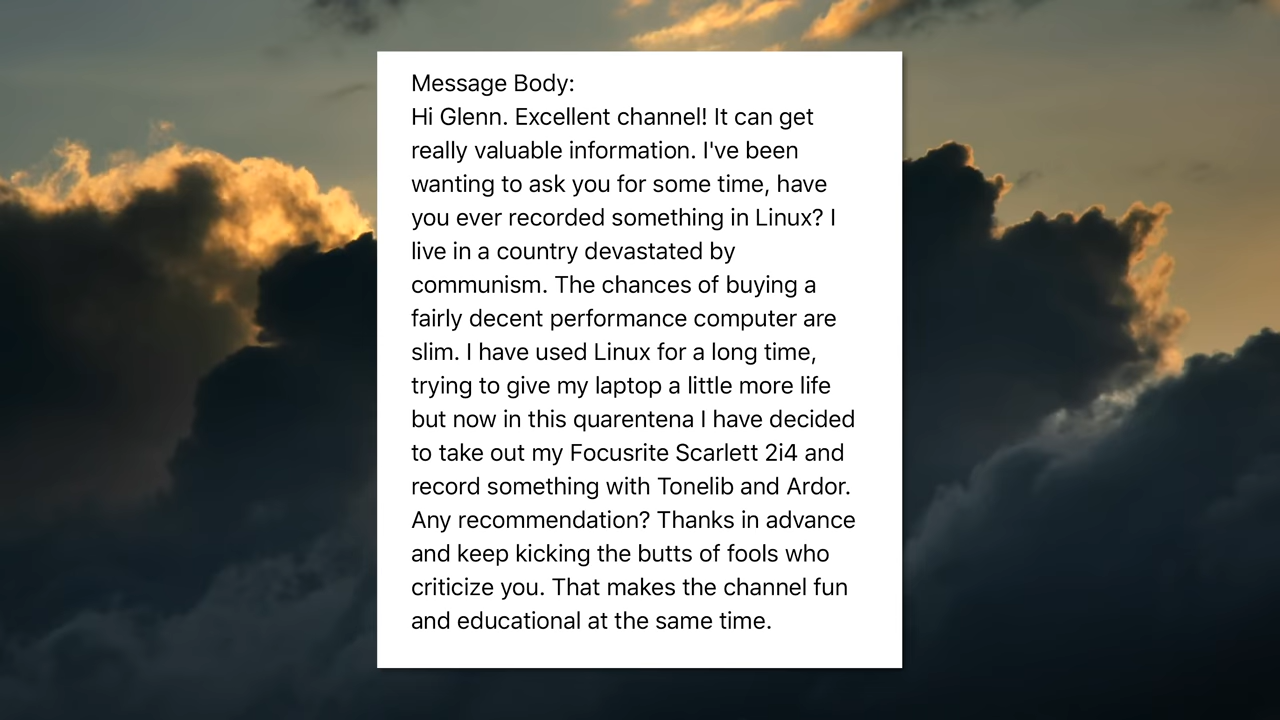 Message Body:
Hi Glenn. Excellent channel! It can get
really valuable information. I've been
wanting to ask you for some time, have
you ever recorded something in Linux? I
live in a country devastated by
communism. The chances of buying a
fairly decent performance computer are
slim. I have used Linux for a long time,
trying to give my laptop a little more life
but now in this quarentena I have decided
to take out my Focusrite Scarlett 2i4 and
record something with Tonelib and Ardor.
Any recommendation? Thanks in advance
and keep kicking the butts of fools who
criticize you. That makes the channel fun
and educational at the same time.